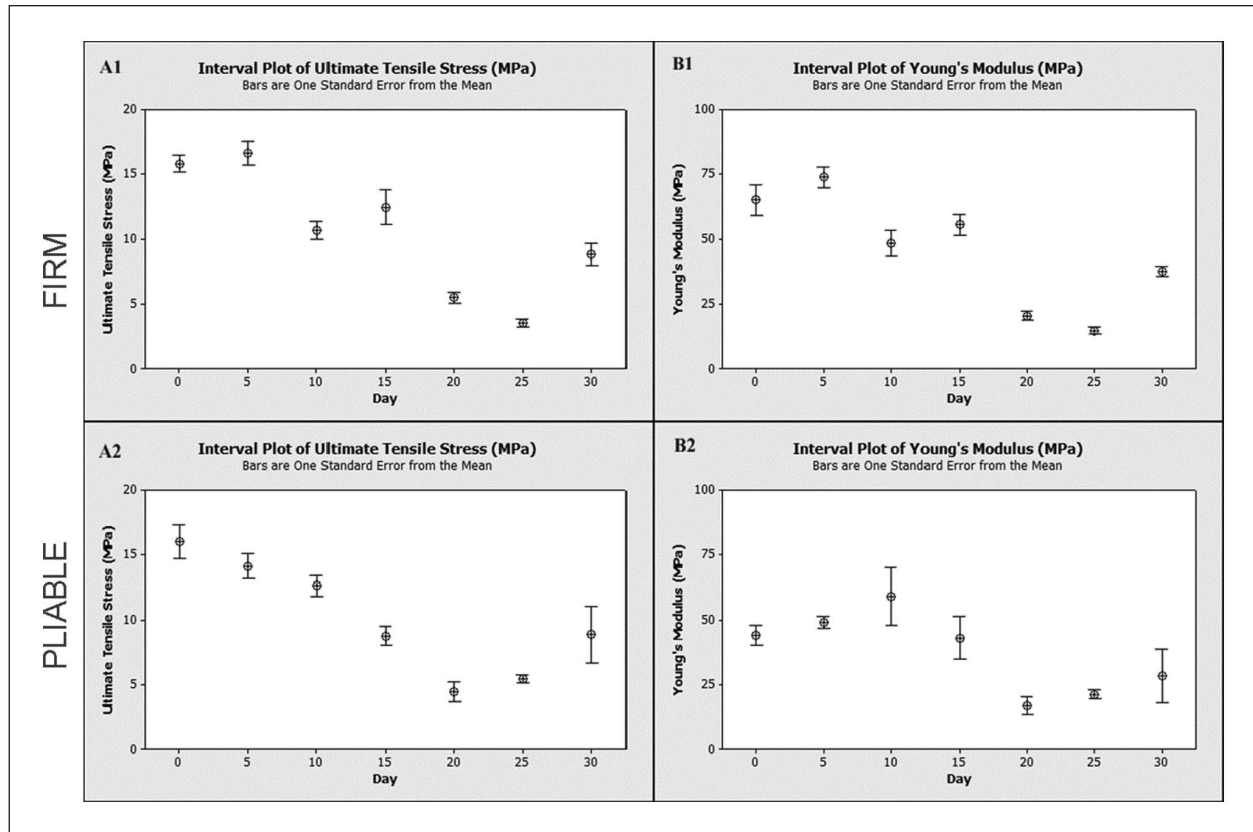 FIRM
A1
Interval Plot of Ultimate Tensile Stress (MPa)
Bars are One Standard Error from the Mean
Ultimate Tensile Stress (MPa)
20
15
10
5
0
0 5 10 15 20 25 30
Day
B1
Interval Plot of Young's Modulus (MPa)
Bars are One Standard Error from the Mean
Young's Modulus (MPa)
100
75
50
25
0
0 5 10 15 20 25 30
Day
PLIABLE
A2
Interval Plot of Ultimate Tensile Stress (MPa)
Bars are One Standard Error from the Mean
Ultimate Tensile Stress (MPa)
20
15
10
5
0
0 5 10 15 20 25 30
Day
B2
Interval Plot of Young's Modulus (MPa)
Bars are One Standard Error from the Mean
Young's Modulus (MPa)
100
75
50
25
0
0 5 10 15 20 25 30
Day